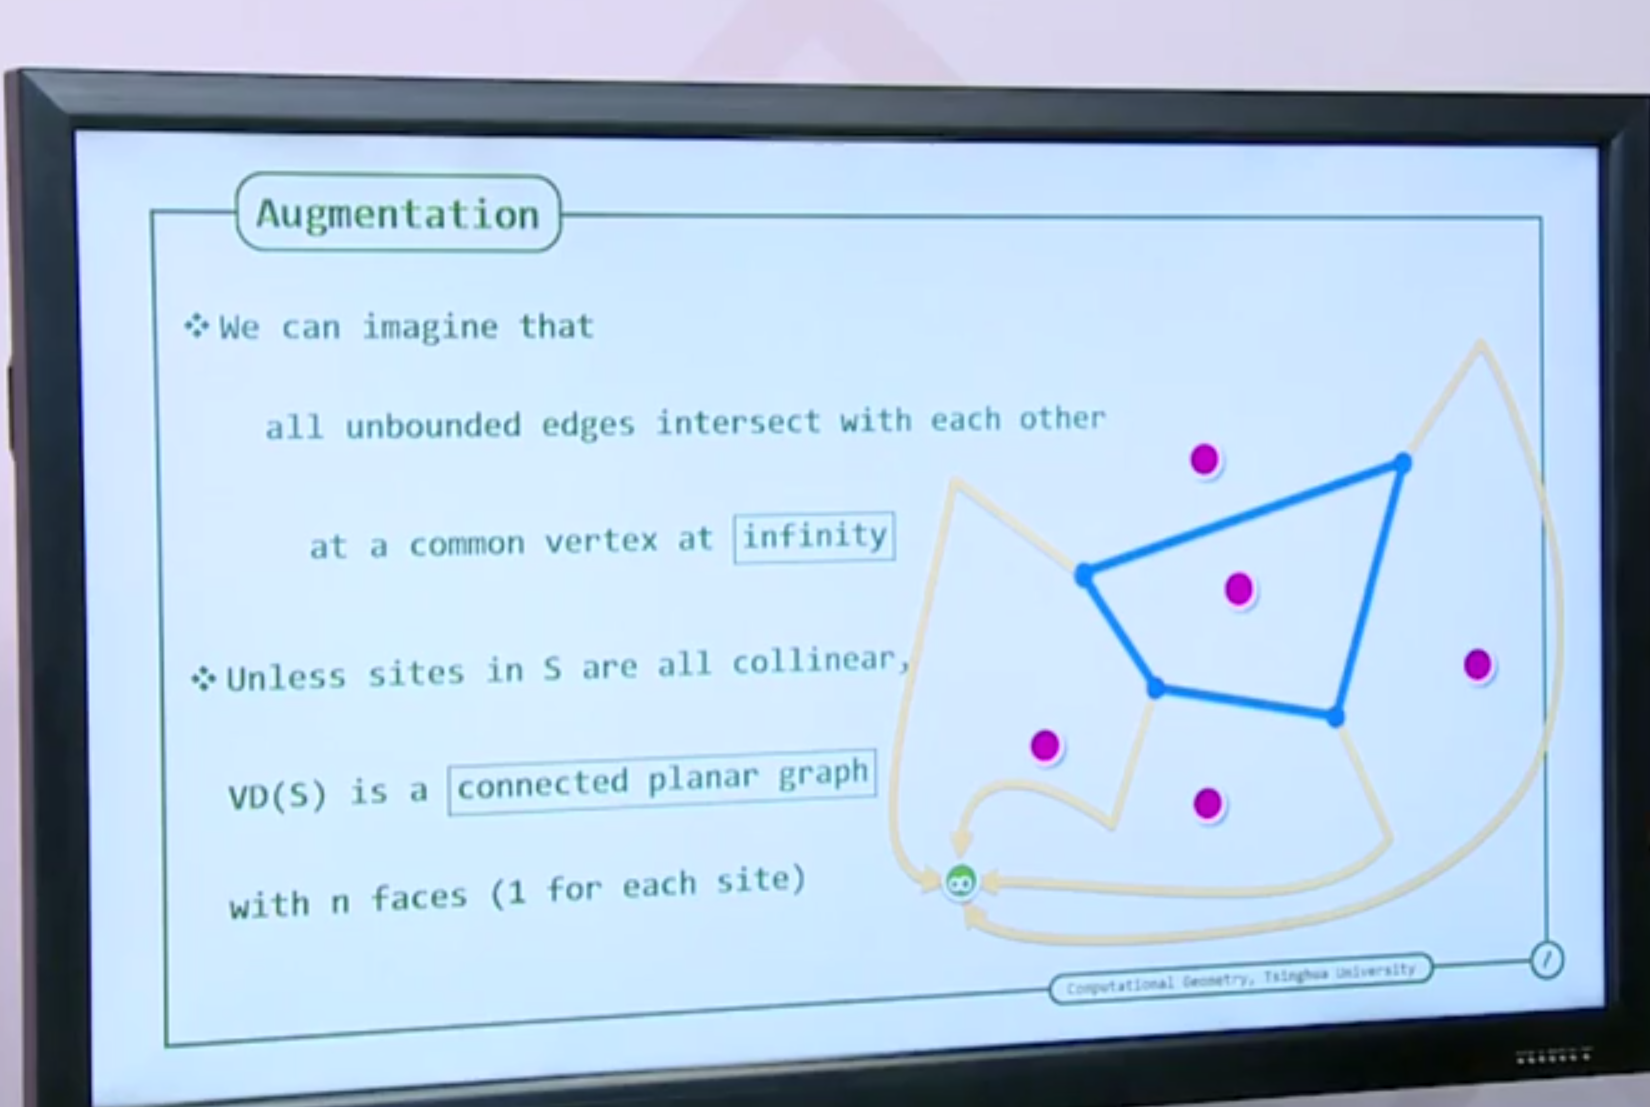 Augmentation
❖ We can imagine that
all unbounded edges intersect with each other
at a common vertex at infinity
❖ Unless sites in S are all collinear,
VD(S) is a connected planar graph
with n faces (1 for each site)
∞
Computational Geometry, Tsinghua University